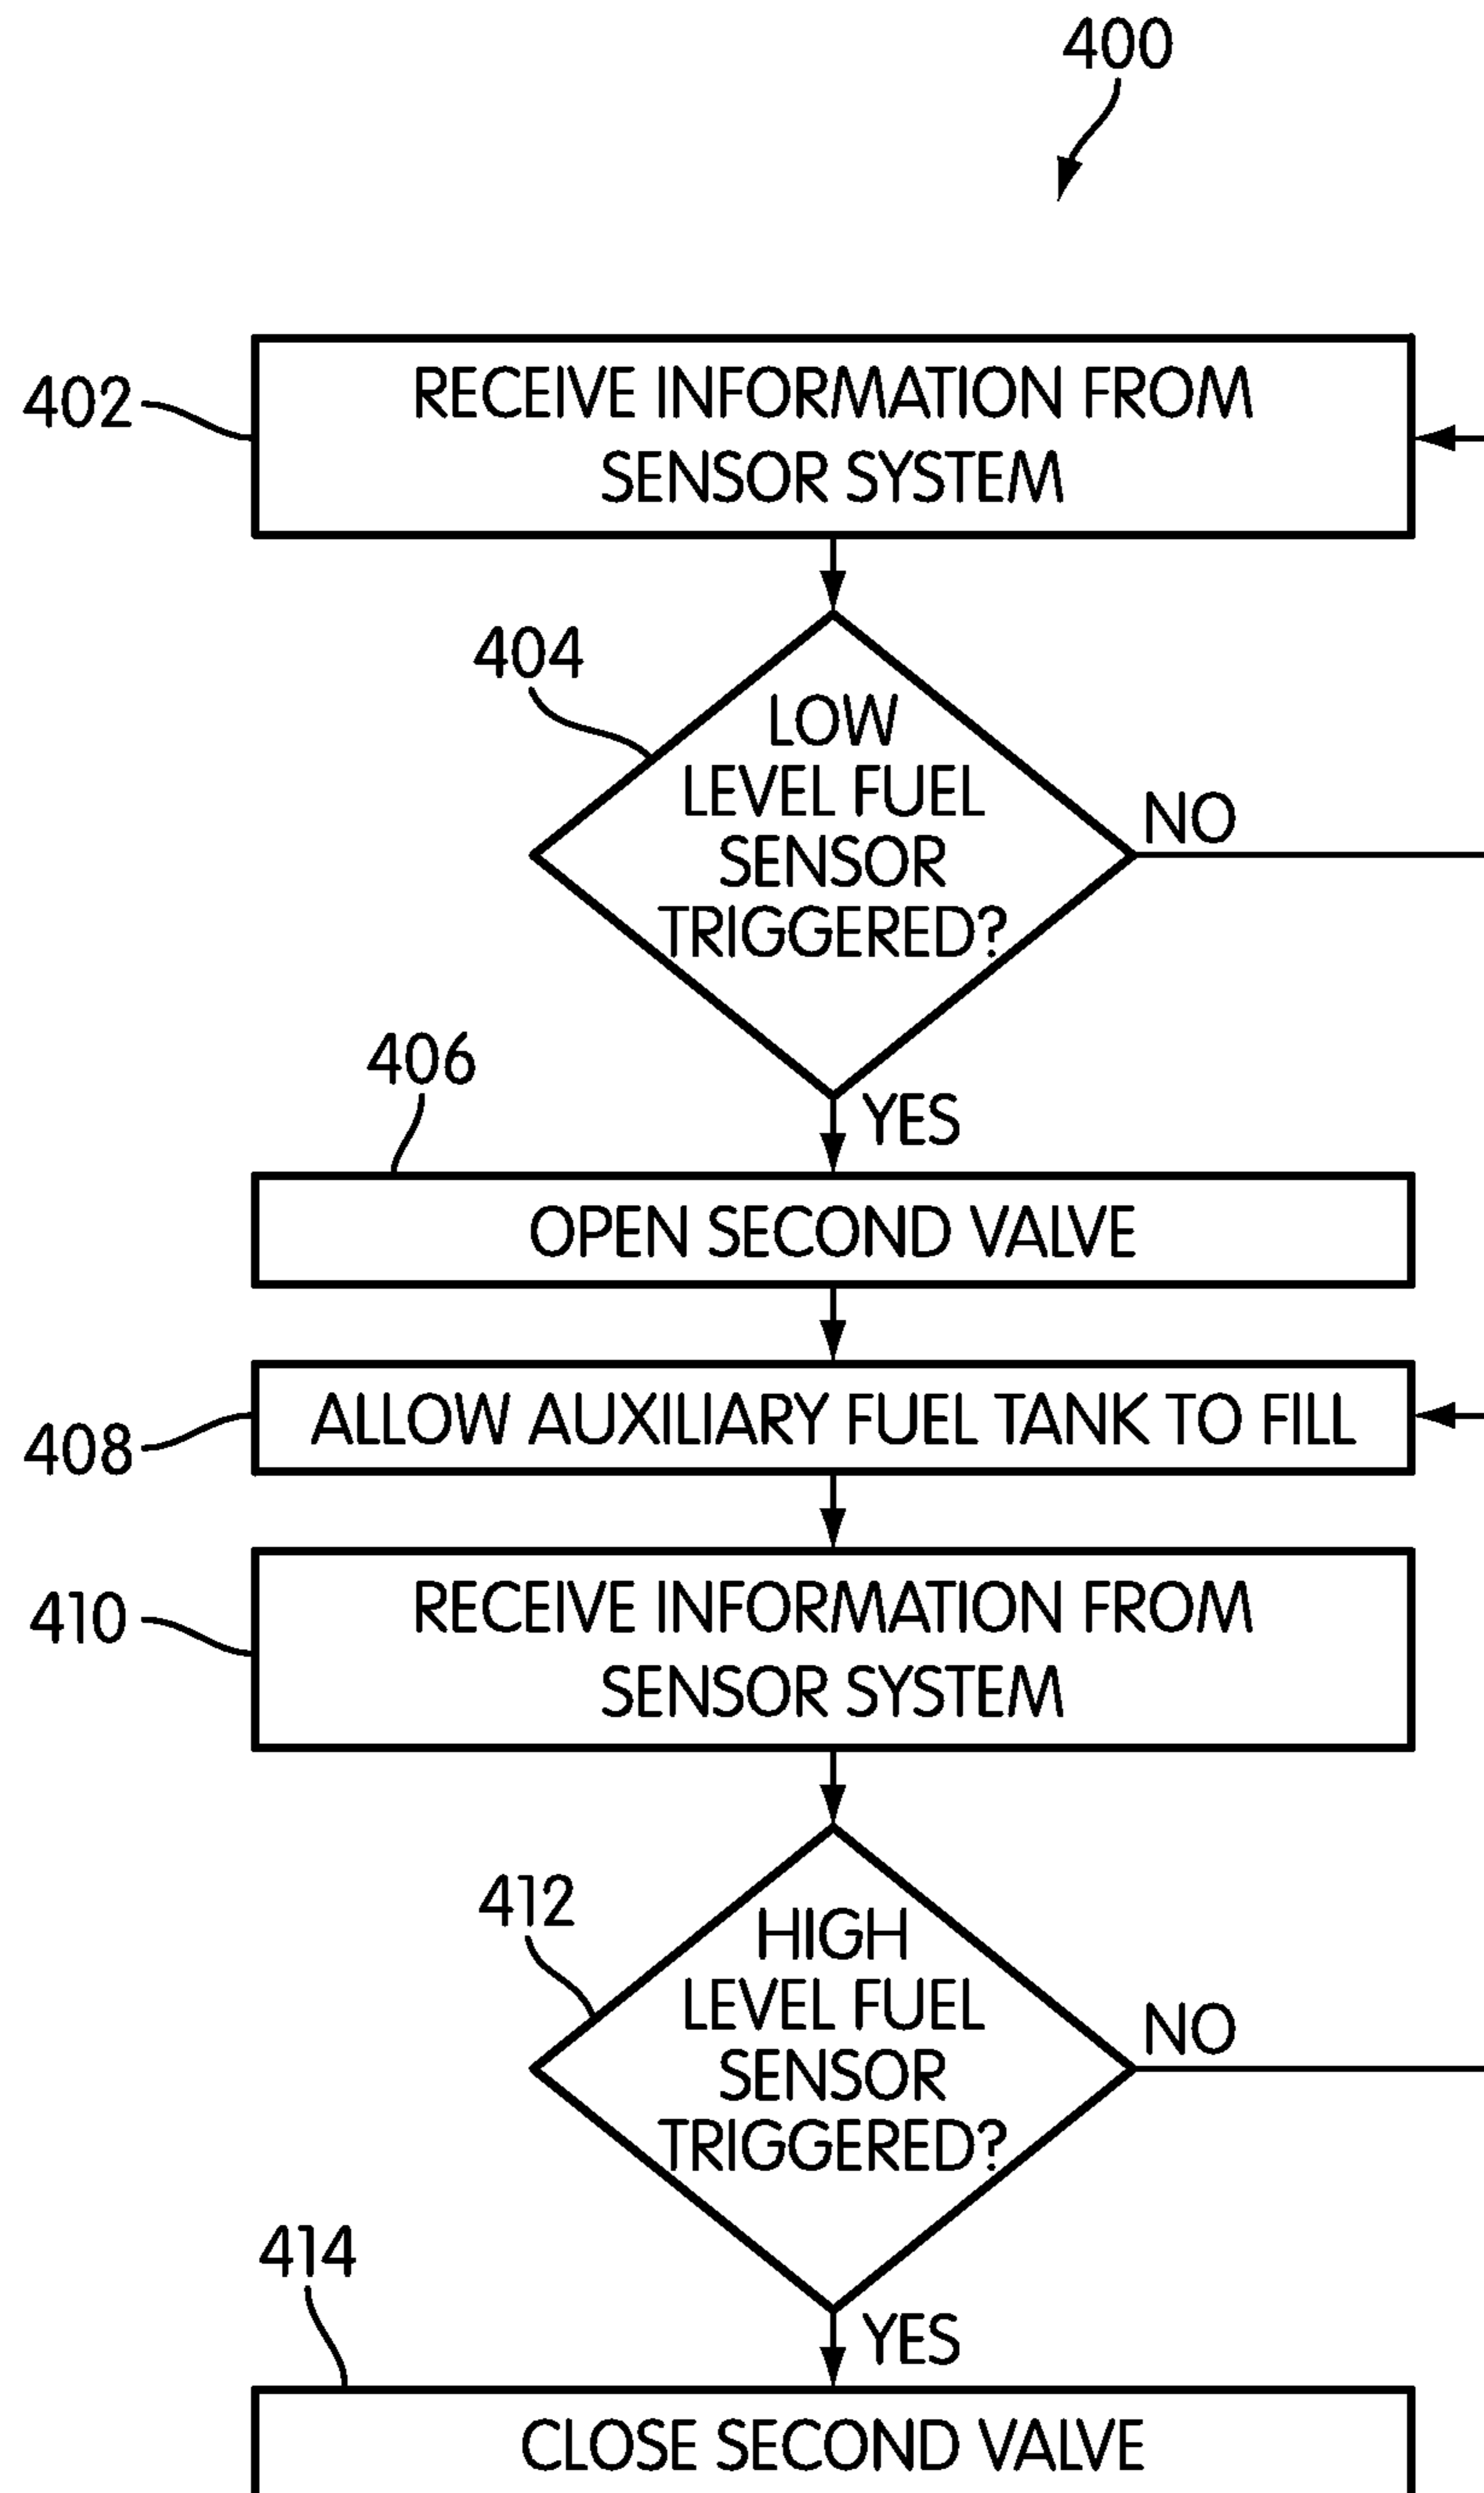 400
402
RECEIVE INFORMATION FROM
SENSOR SYSTEM
404
LOW
LEVEL FUEL
SENSOR
TRIGGERED?
NO
YES
406
OPEN SECOND VALVE
408
ALLOW AUXILIARY FUEL TANK TO FILL
410
RECEIVE INFORMATION FROM
SENSOR SYSTEM
412
HIGH
LEVEL FUEL
SENSOR
TRIGGERED?
NO
YES
414
CLOSE SECOND VALVE